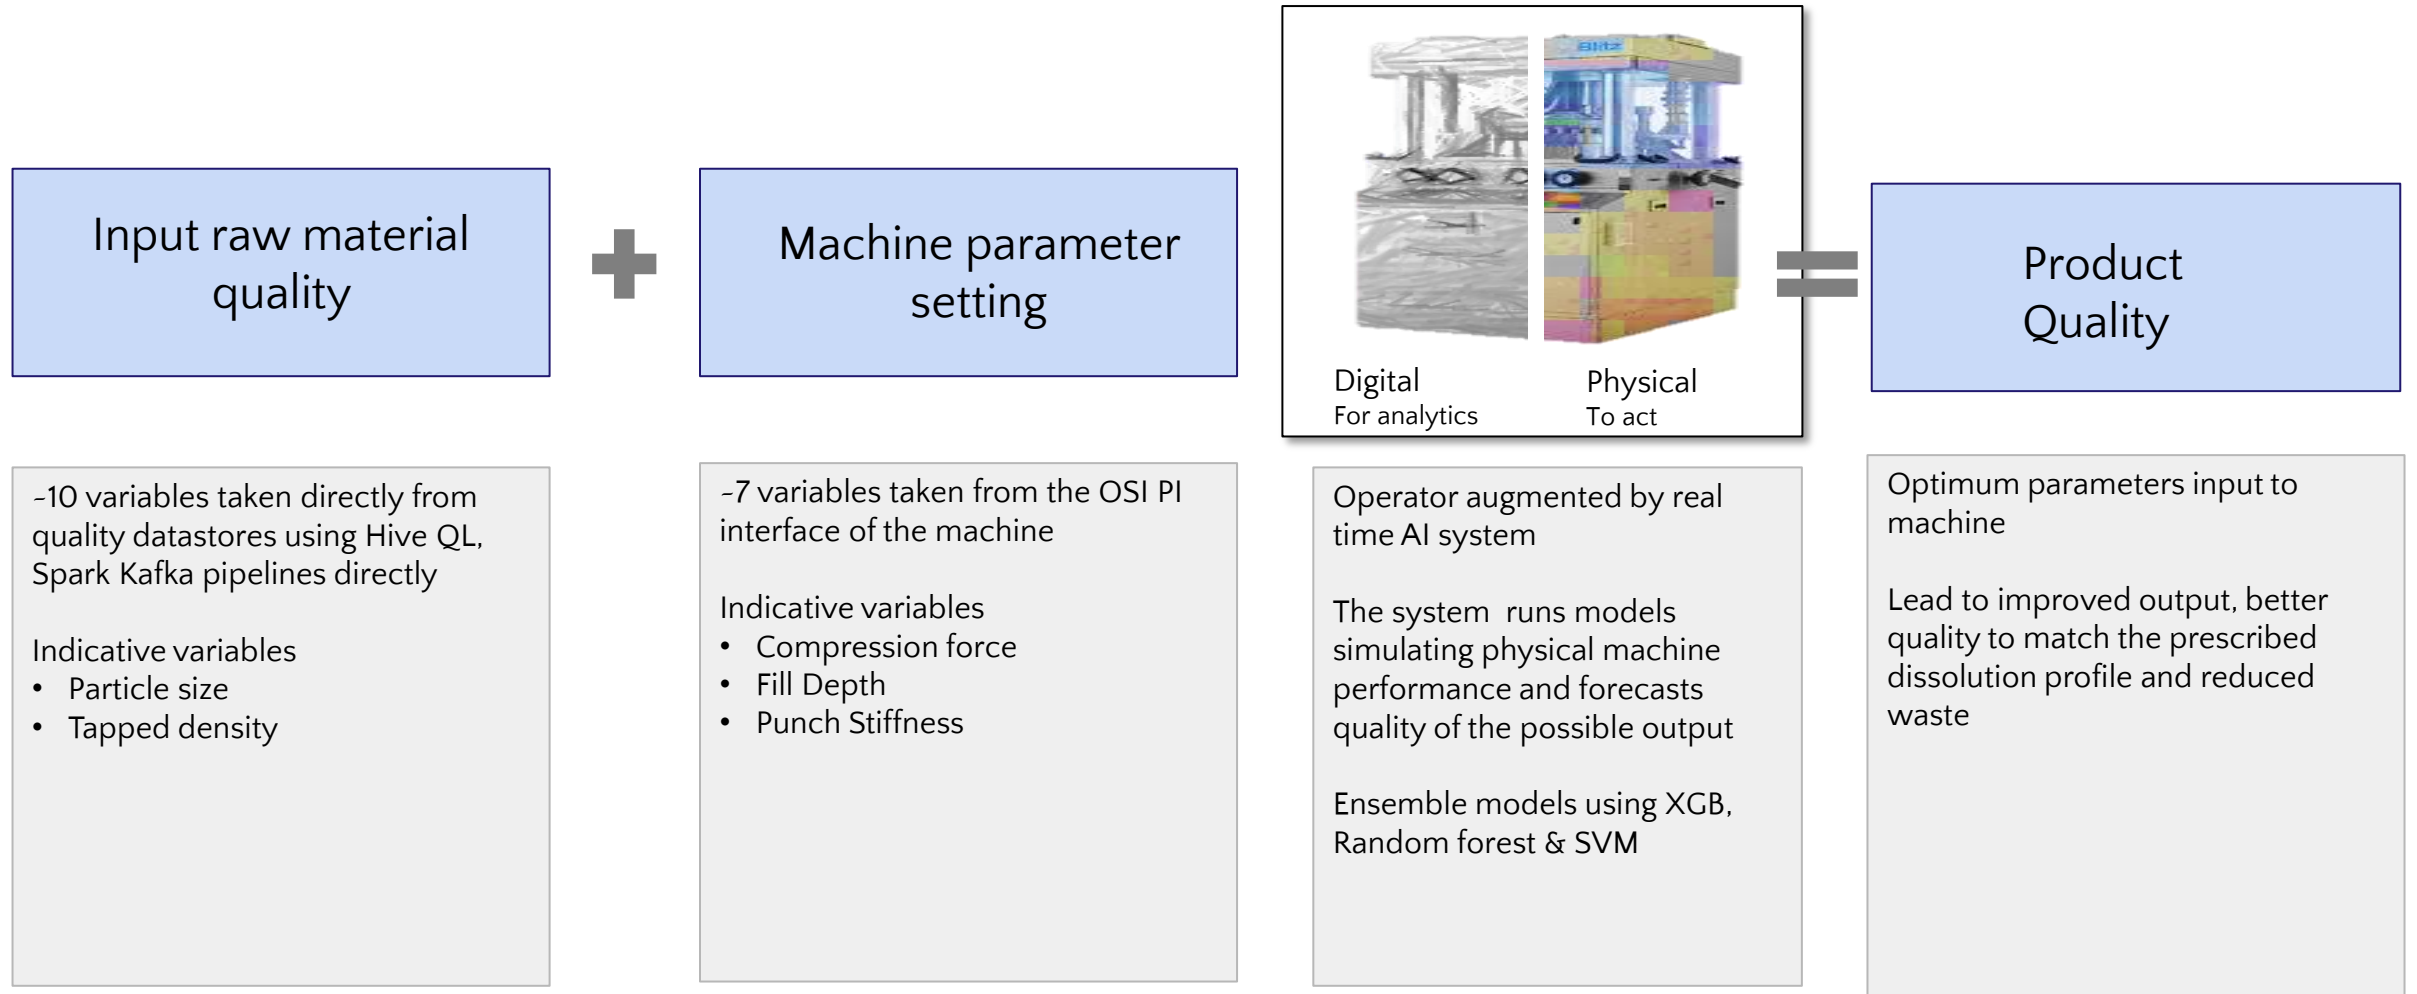 Blitz
Input raw material
quality
Machine parameter
setting
Digital
For analytics
Physical
To act
Product
Quality
~10 variables taken directly from
quality datastores using Hive QL,
Spark Kafka pipelines directly
Indicative variables
• Particle size
• Tapped density
~7 variables taken from the OSI PI
interface of the machine
Indicative variables
• Compression force
• Fill Depth
• Punch Stiffness
Operator augmented by real
time AI system
The system runs models
simulating physical machine
performance and forecasts
quality of the possible output
Ensemble models using XGB,
Random forest & SVM
Optimum parameters input to
machine
Lead to improved output, better
quality to match the prescribed
dissolution profile and reduced
waste